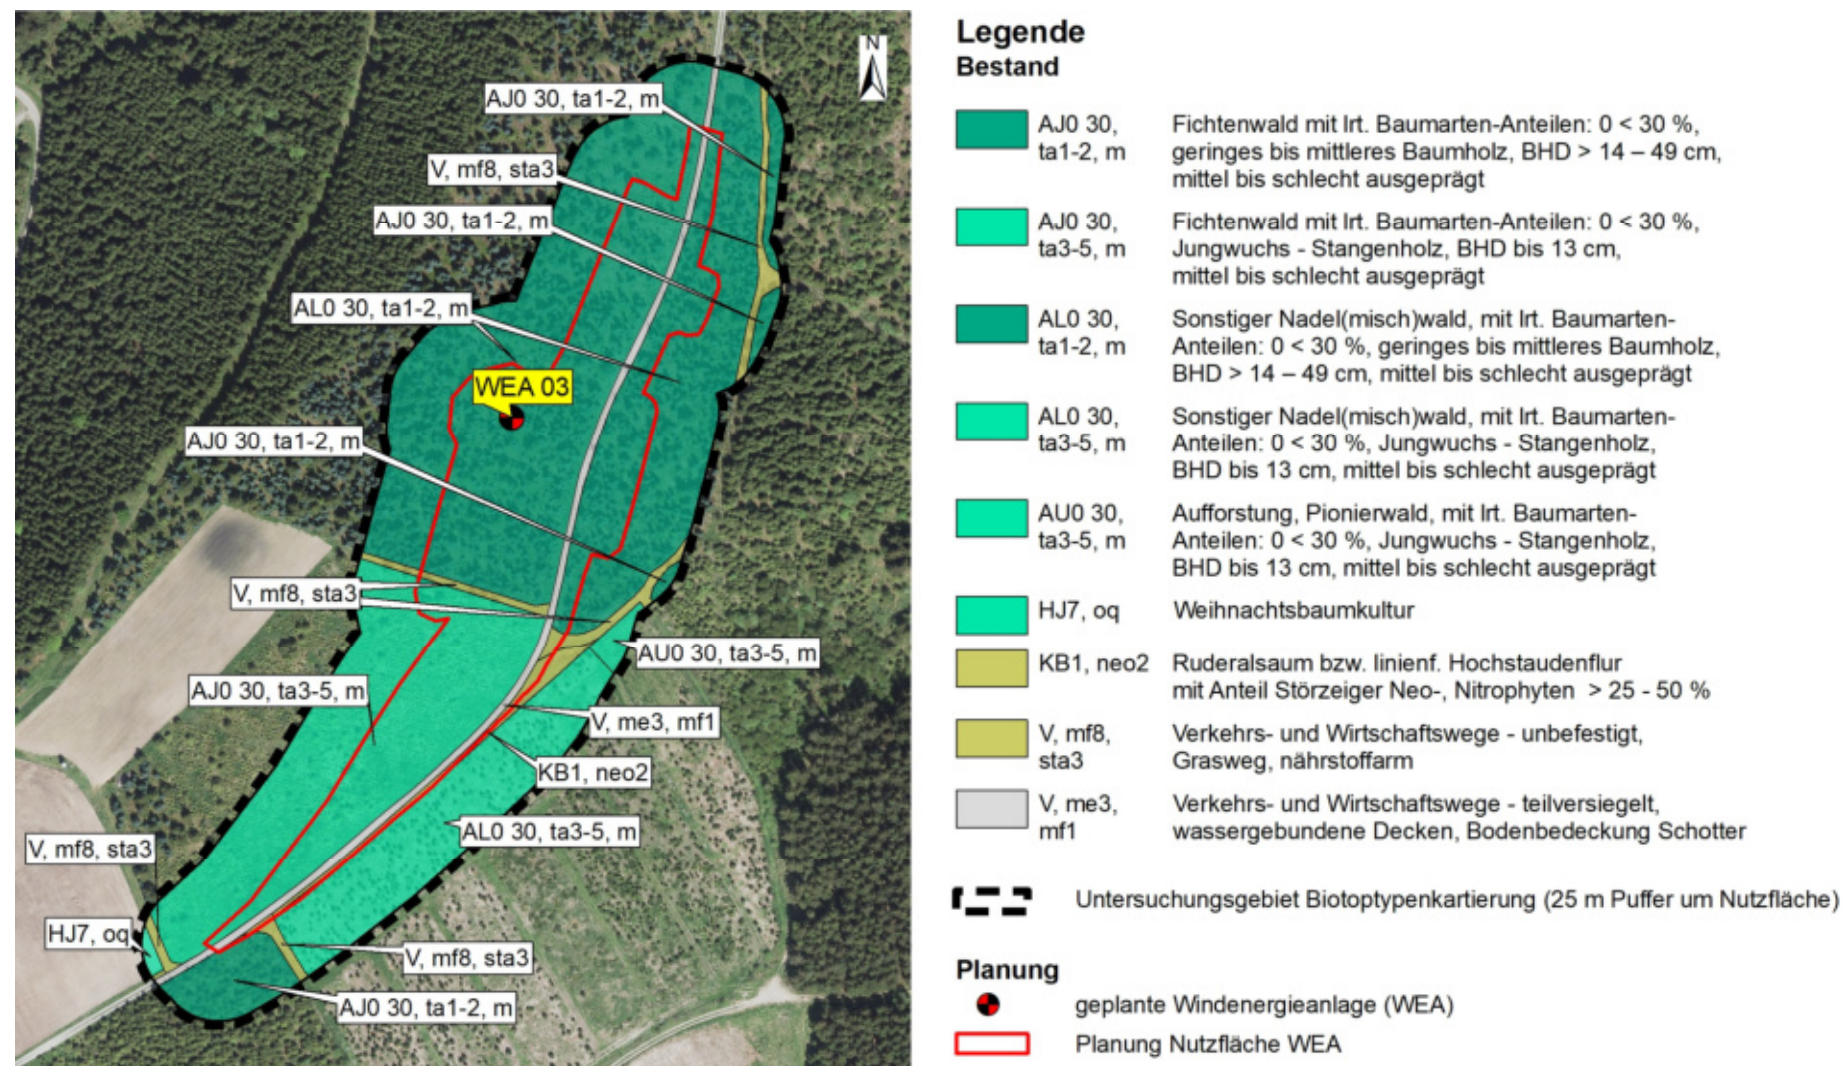 N
AJ0 30, ta1-2, m
V, mf8, sta3
AJ0 30, ta1-2, m
AL0 30, ta1-2, m
WEA 03
AJ0 30, ta1-2, m
V, mf8, sta3
AU0 30, ta3-5, m
AJ0 30, ta3-5, m
V, me3, mf1
KB1, neo2
AL0 30, ta3-5, m
V, mf8, sta3
HJ7, oq
V, mf8, sta3
AJ0 30, ta1-2, m
Legende
Bestand
AJ0 30,
ta1-2, m
Fichtenwald mit lrt. Baumarten-Anteilen: 0 < 30 %,
geringes bis mittleres Baumholz, BHD > 14 – 49 cm,
mittel bis schlecht ausgeprägt
AJ0 30,
ta3-5, m
Fichtenwald mit lrt. Baumarten-Anteilen: 0 < 30 %,
Jungwuchs - Stangenholz, BHD bis 13 cm,
mittel bis schlecht ausgeprägt
AL0 30,
ta1-2, m
Sonstiger Nadel(misch)wald, mit lrt. Baumarten-
Anteilen: 0 < 30 %, geringes bis mittleres Baumholz,
BHD > 14 – 49 cm, mittel bis schlecht ausgeprägt
AL0 30,
ta3-5, m
Sonstiger Nadel(misch)wald, mit lrt. Baumarten-
Anteilen: 0 < 30 %, Jungwuchs - Stangenholz,
BHD bis 13 cm, mittel bis schlecht ausgeprägt
AU0 30,
ta3-5, m
Aufforstung, Pionierwald, mit lrt. Baumarten-
Anteilen: 0 < 30 %, Jungwuchs - Stangenholz,
BHD bis 13 cm, mittel bis schlecht ausgeprägt
HJ7, oq
Weihnachtsbaumkultur
KB1, neo2
Ruderalsaum bzw. linienf. Hochstaudenflur
mit Anteil Störzeiger Neo-, Nitrophyten > 25 - 50 %
V, mf8,
sta3
Verkehrs- und Wirtschaftswege - unbefestigt,
Grasweg, nährstoffarm
V, me3,
mf1
Verkehrs- und Wirtschaftswege - teilversiegelt,
wassergebundene Decken, Bodenbedeckung Schotter
Untersuchungsgebiet Biotoptypenkartierung (25 m Puffer um Nutzfläche)
Planung
geplante Windenergieanlage (WEA)
Planung Nutzfläche WEA